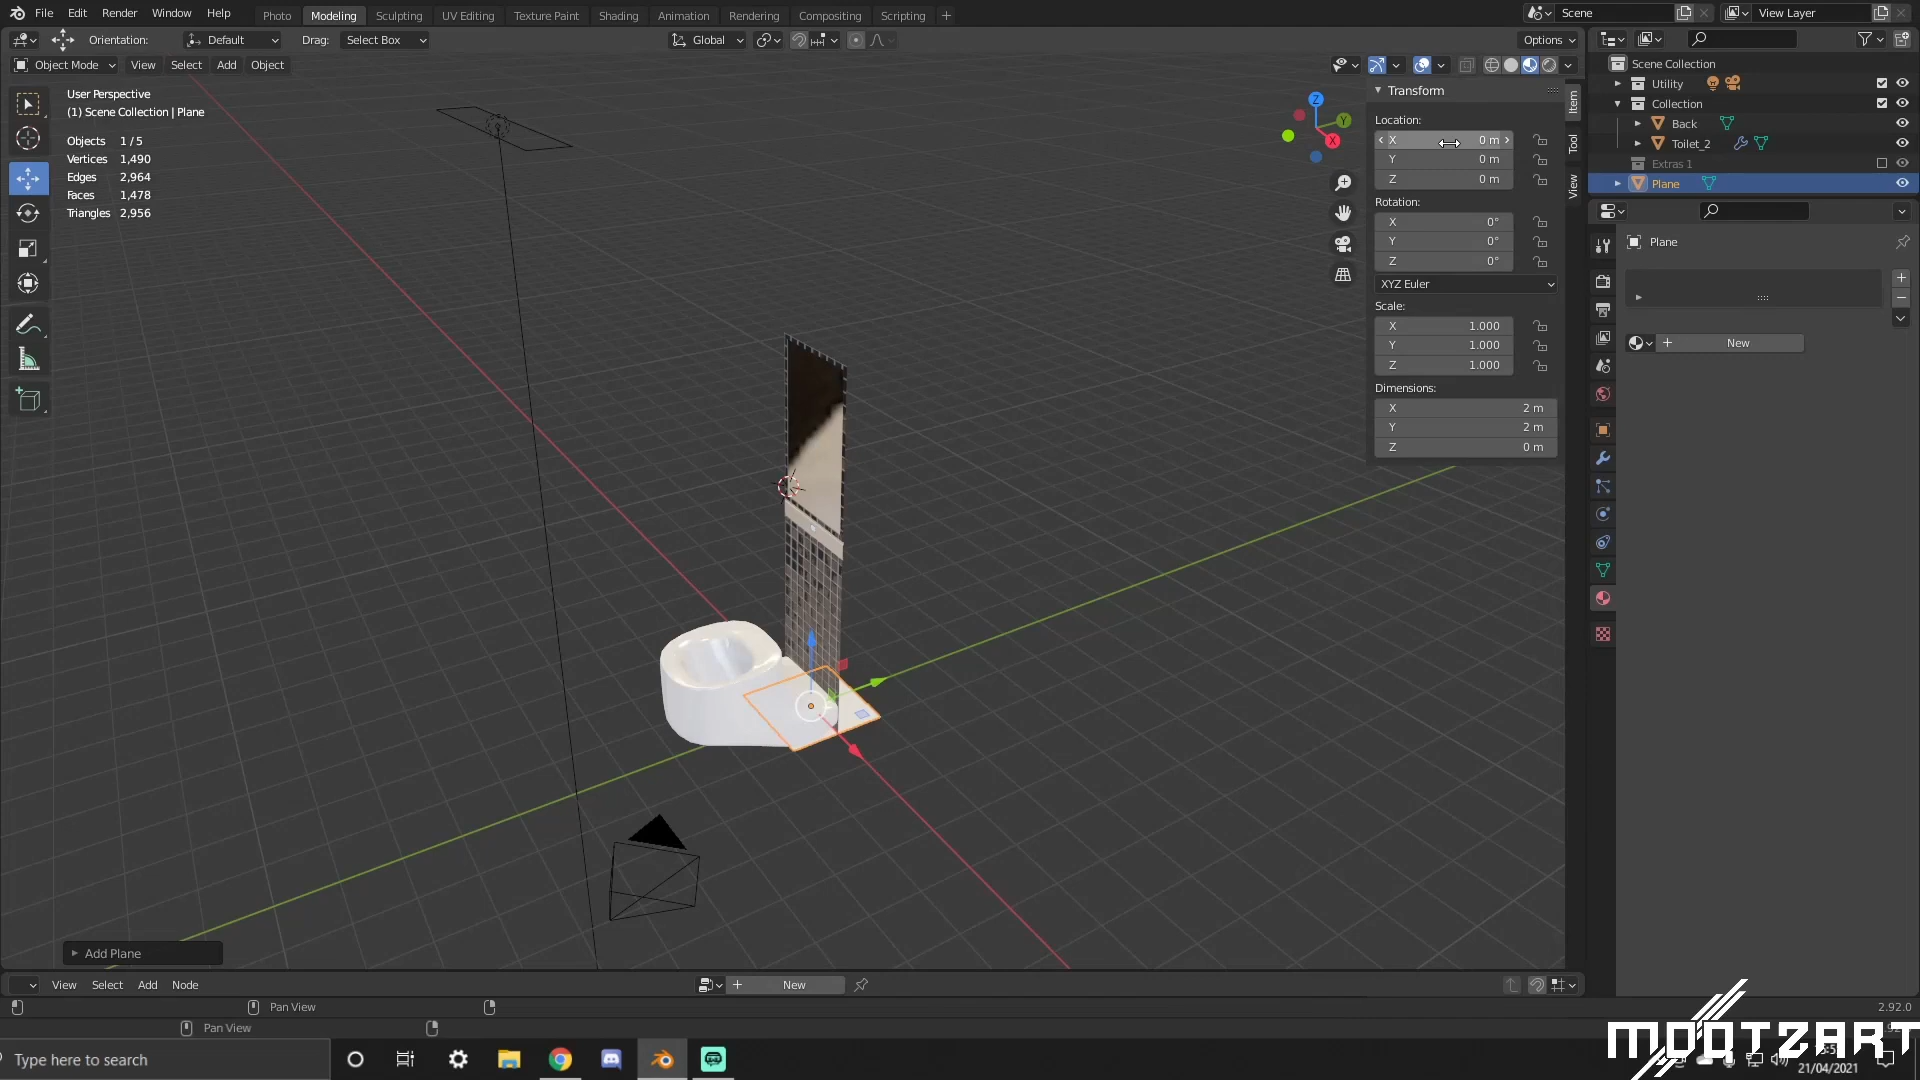 File Edit Render Window Help Photo Modeling Sculpting UV Editing Texture Paint Shading Animation Rendering Compositing Scripting + Scene View Layer
Orientation: Default Drag: Select Box Global Options
Object Mode View Select Add Object
User Perspective
(1) Scene Collection | Plane
Objects 1 / 5
Vertices 1,490
Edges 2,964
Faces 1,478
Triangles 2,956
Transform
Location:
X 0 m
Y 0 m
Z 0 m
Rotation:
X 0°
Y 0°
Z 0°
XYZ Euler
Scale:
X 1.000
Y 1.000
Z 1.000
Dimensions:
X 2 m
Y 2 m
Z 0 m
Item
Tool
View
Z
Y
X
Scene Collection
Utility
Collection
Back
Toilet_2
Extras 1
Plane
Plane
+ New
Add Plane
View Select Add Node + New
Pan View 2.92.0
Pan View
MOOTZART
Type here to search
21/04/2021